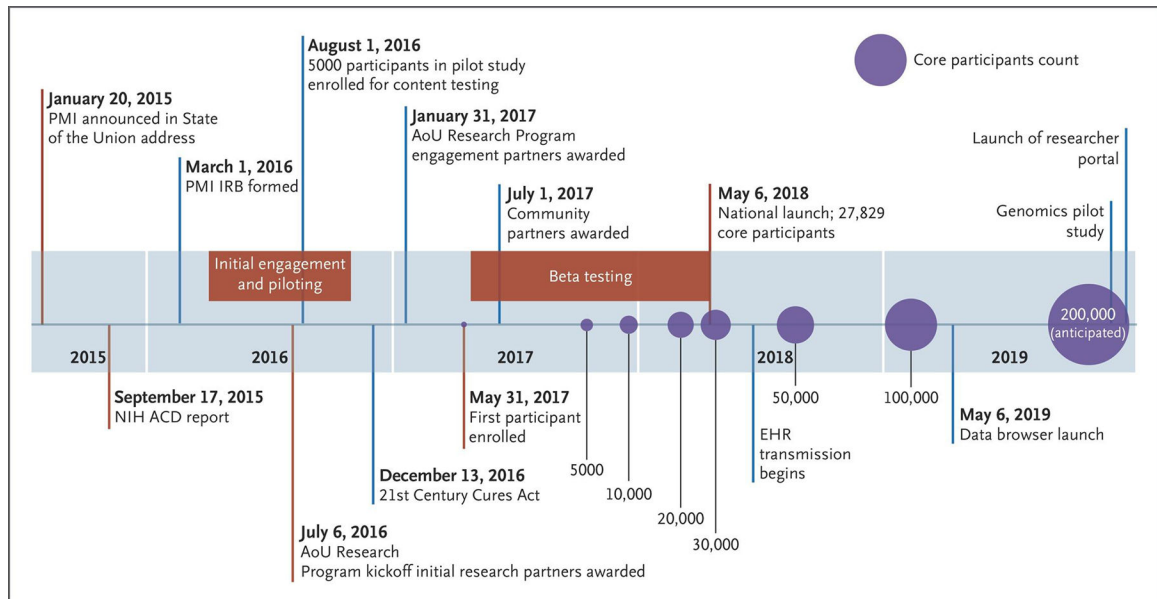 August 1, 2016
5000 participants in pilot study
enrolled for content testing
Core participants count
January 20, 2015
PMI announced in State
of the Union address
January 31, 2017
AoU Research Program
engagement partners awarded
Launch of researcher
portal
March 1, 2016
PMI IRB formed
July 1, 2017
Community
partners awarded
May 6, 2018
National launch; 27,829
core participants
Genomics pilot
study
Initial engagement
and piloting
Beta testing
200,000
(anticipated)
2015
2016
2017
2018
2019
September 17, 2015
NIH ACD report
May 31, 2017
First participant
enrolled
50,000
100,000
May 6, 2019
Data browser launch
EHR
transmission
begins
5000
December 13, 2016
21st Century Cures Act
10,000
20,000
30,000
July 6, 2016
AoU Research
Program kickoff initial research partners awarded